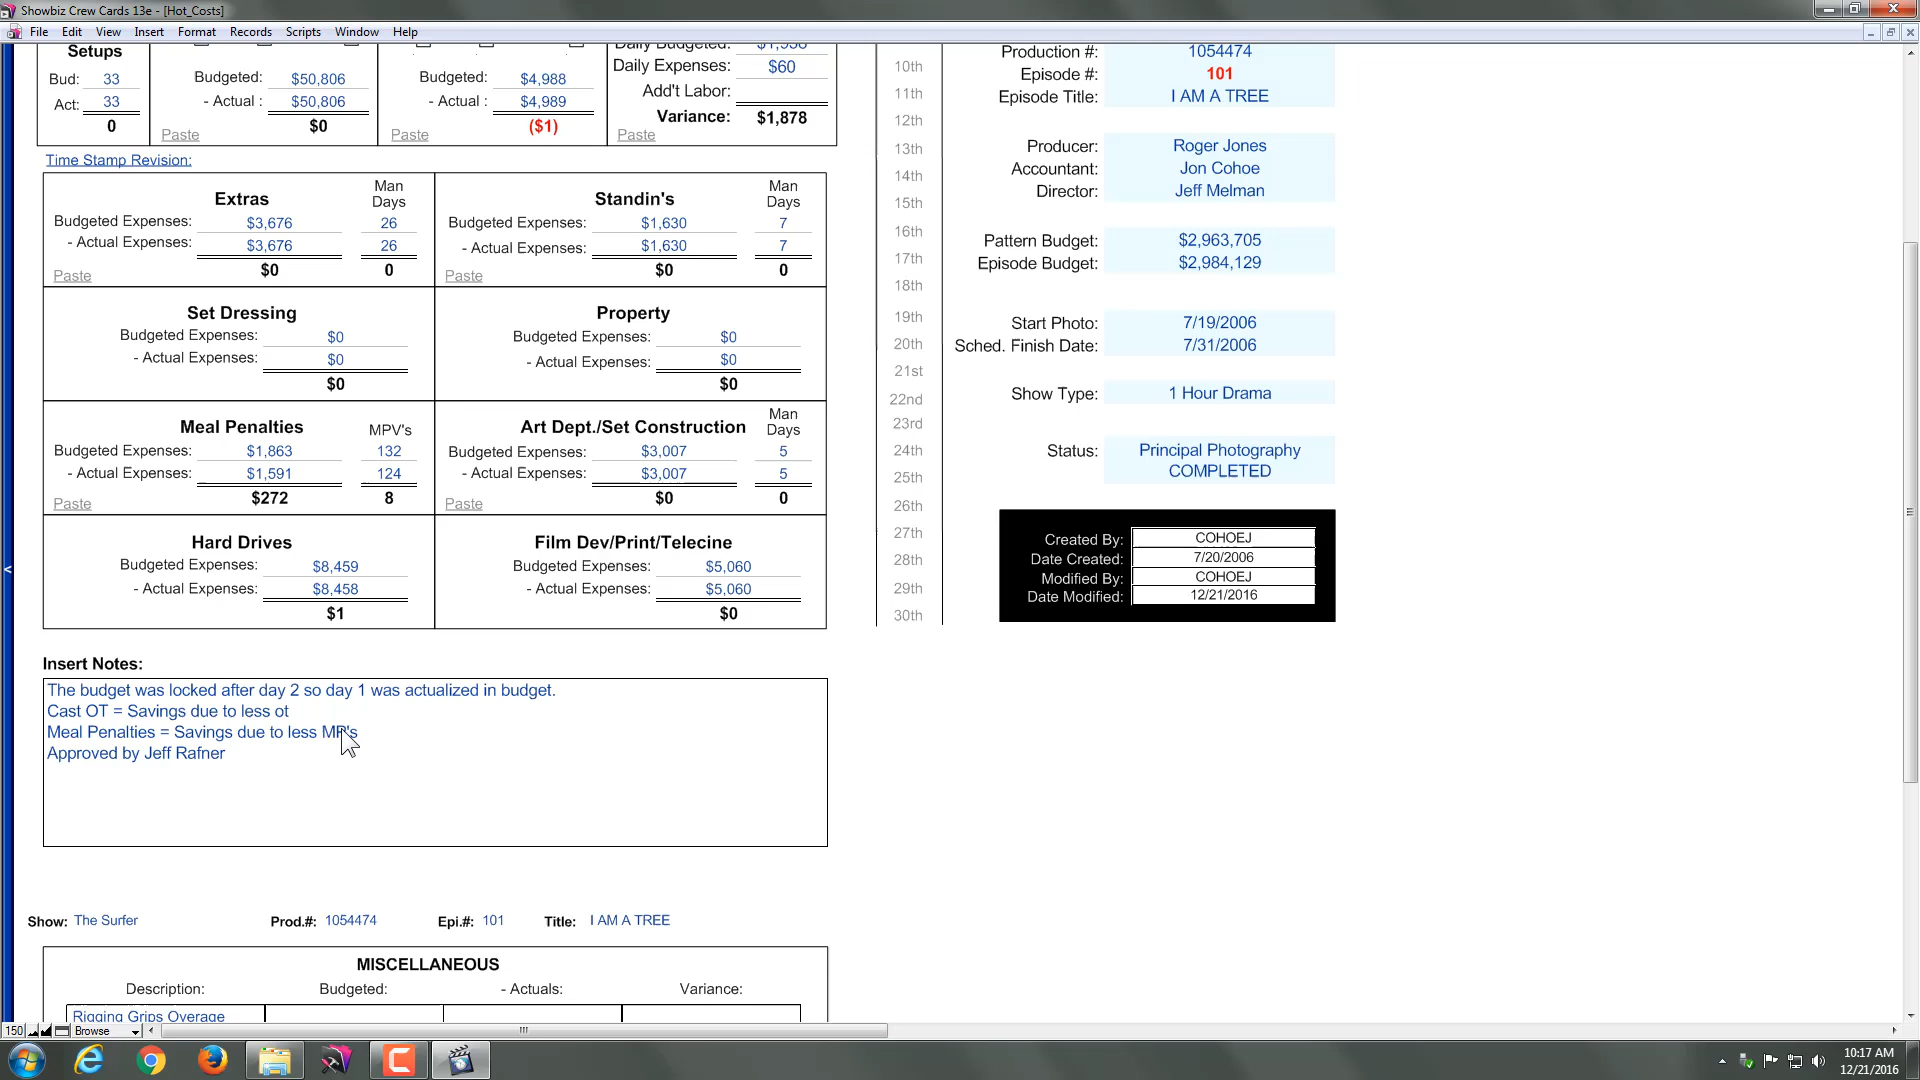 Showbiz Crew Cards 13e - [Hot_Costs]
File Edit View Insert Format Records Scripts Window Help
Setups
Bud: 33
Act: 33
0
Budgeted: $50,806
- Actual : $50,806
$0
Paste
Budgeted: $4,988
- Actual : $4,989
($1)
Paste
Daily Budgeted: $1,938
Daily Expenses: $60
Add't Labor:
Variance: $1,878
Paste
Time Stamp Revision:
Extras Man Days
Budgeted Expenses: $3,676 26
- Actual Expenses: $3,676 26
$0 0
Paste
Standin's Man Days
Budgeted Expenses: $1,630 7
- Actual Expenses: $1,630 7
$0 0
Paste
Set Dressing
Budgeted Expenses: $0
- Actual Expenses: $0
$0
Property
Budgeted Expenses: $0
- Actual Expenses: $0
$0
Meal Penalties MPV's
Budgeted Expenses: $1,863 132
- Actual Expenses: $1,591 124
$272 8
Paste
Art Dept./Set Construction Man Days
Budgeted Expenses: $3,007 5
- Actual Expenses: $3,007 5
$0 0
Paste
Hard Drives
Budgeted Expenses: $8,459
- Actual Expenses: $8,458
$1
Film Dev/Print/Telecine
Budgeted Expenses: $5,060
- Actual Expenses: $5,060
$0
Insert Notes:
The budget was locked after day 2 so day 1 was actualized in budget.
Cast OT = Savings due to less ot
Meal Penalties = Savings due to less MP's
Approved by Jeff Rafner
Show: The Surfer Prod.#: 1054474 Epi.#: 101 Title: I AM A TREE
MISCELLANEOUS
Description: Budgeted: - Actuals: Variance:
Rigging Grips Overage
10th
11th
12th
13th
14th
15th
16th
17th
18th
19th
20th
21st
22nd
23rd
24th
25th
26th
27th
28th
29th
30th
Production #: 1054474
Episode #: 101
Episode Title: I AM A TREE
Producer: Roger Jones
Accountant: Jon Cohoe
Director: Jeff Melman
Pattern Budget: $2,963,705
Episode Budget: $2,984,129
Start Photo: 7/19/2006
Sched. Finish Date: 7/31/2006
Show Type: 1 Hour Drama
Status: Principal Photography
COMPLETED
Created By: COHOEJ
Date Created: 7/20/2006
Modified By: COHOEJ
Date Modified: 12/21/2016
150 Browse
10:17 AM
12/21/2016